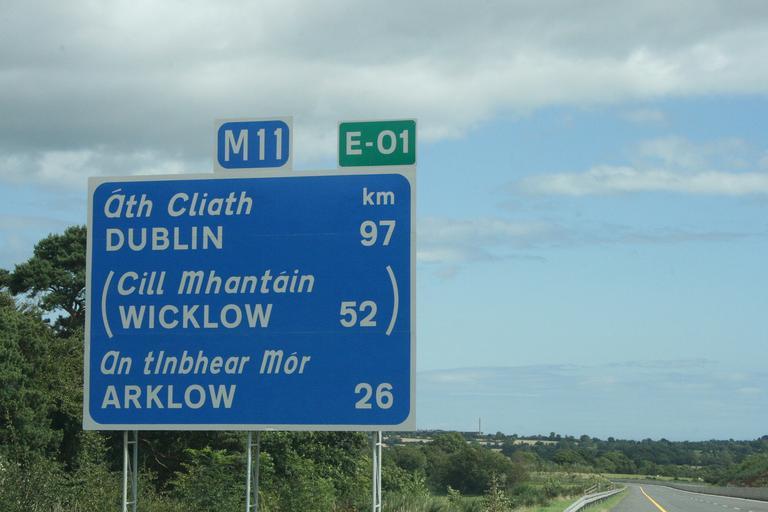 M11
E-01
Áth Cliath km
DUBLIN 97
(Cill Mhantáin
WICKLOW 52)
An tInbhear Mór
ARKLOW 26